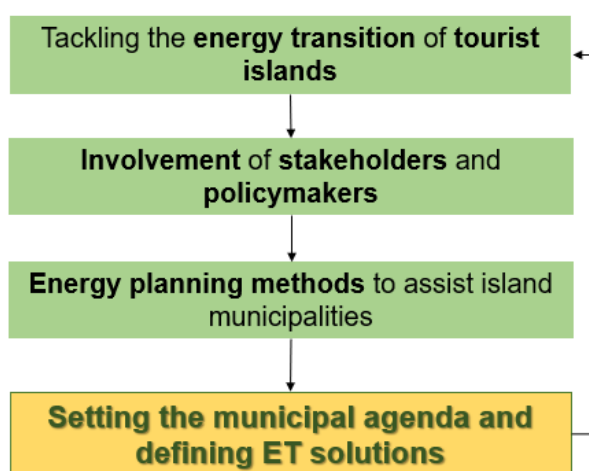 Tackling the energy transition of tourist
islands
Involvement of stakeholders and
policymakers
Energy planning methods to assist island
municipalities
Setting the municipal agenda and
defining ET solutions